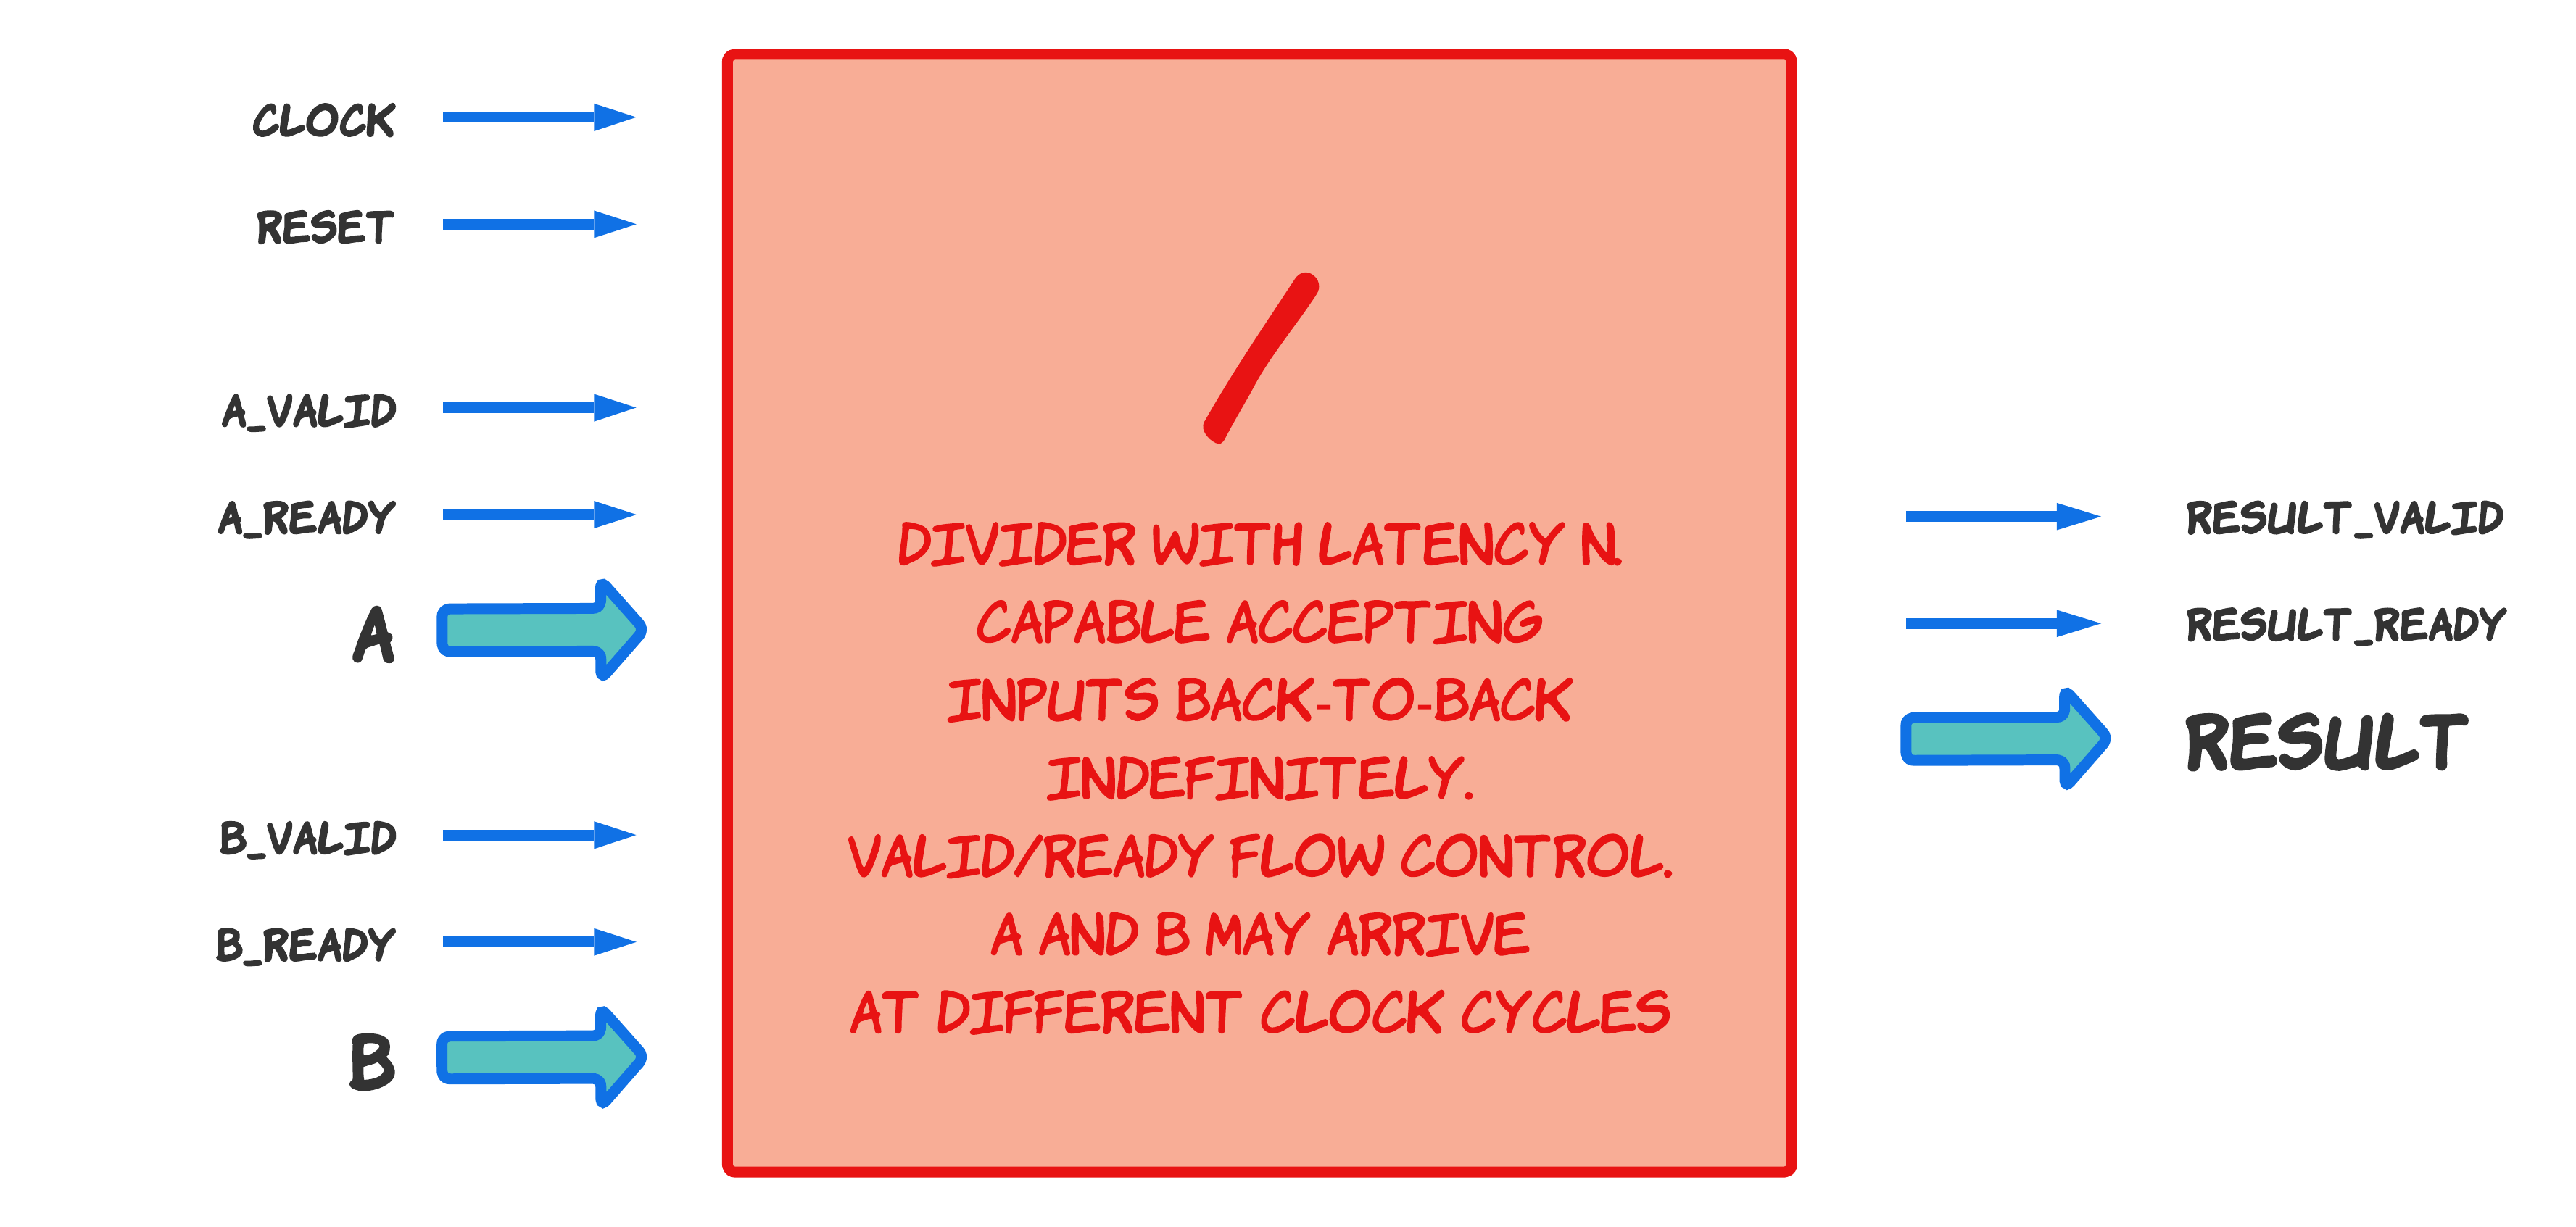 CLOCK
RESET
A_VALID
A_READY
A
B_VALID
B_READY
B
/
DIVIDER WITH LATENCY N.
CAPABLE ACCEPTING
INPUTS BACK-TO-BACK
INDEFINITELY.
VALID/READY FLOW CONTROL.
A AND B MAY ARRIVE
AT DIFFERENT CLOCK CYCLES
RESULT_VALID
RESULT_READY
RESULT